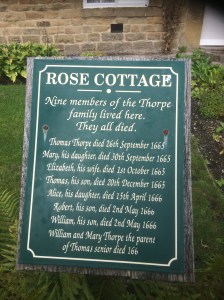 ROSE COTTAGE
Nine members of the Thorpe
family lived here.
They all died.
Thomas Thorpe died 26th September 1665
Mary, his daughter, died 30th September 1665
Elizabeth, his wife, died 1st October 1665
Thomas, his son, died 20th December 1665
Alice, his daughter, died 15th April 1666
Robert, his son, died 2nd May 1666
William, his son, died 2nd May 1666
William and Mary Thorpe the parent
of Thomas senior died 166